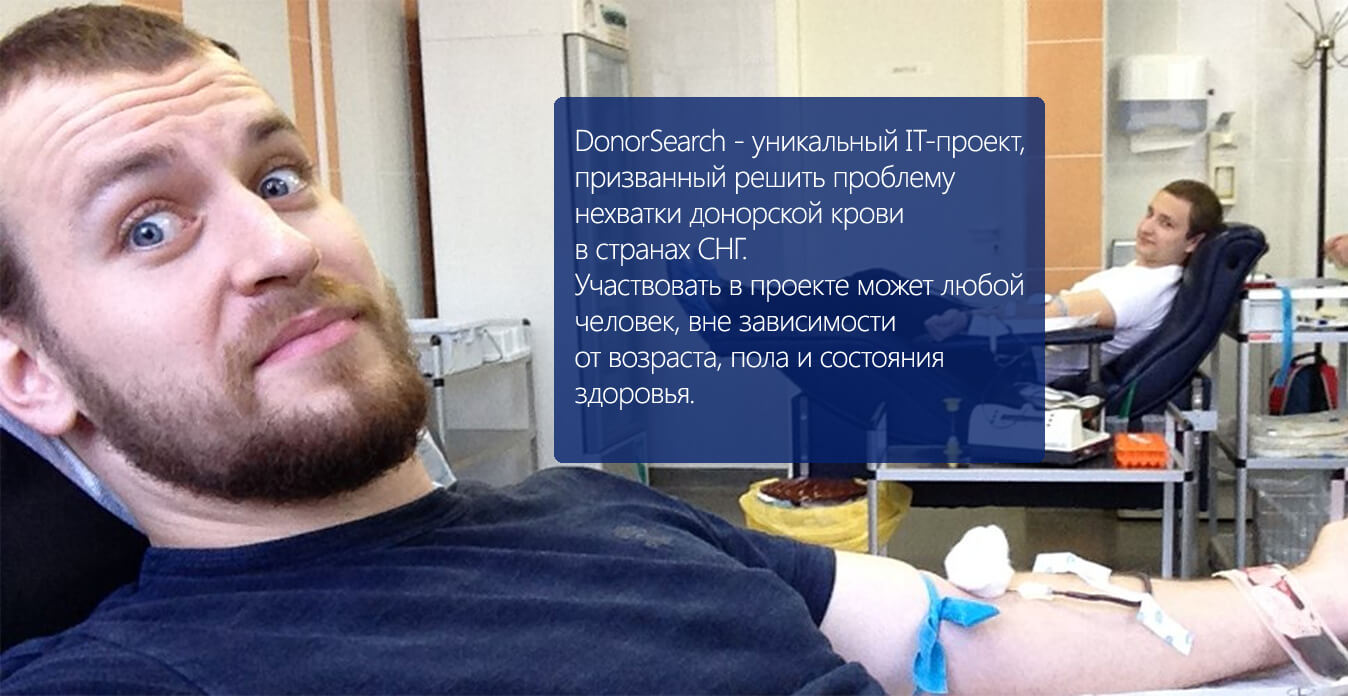 DonorSearch - уникальный IT-проект,
призванный решить проблему
нехватки донорской крови
в странах СНГ.
Участвовать в проекте может любой
человек, вне зависимости
от возраста, пола и состояния
здоровья.